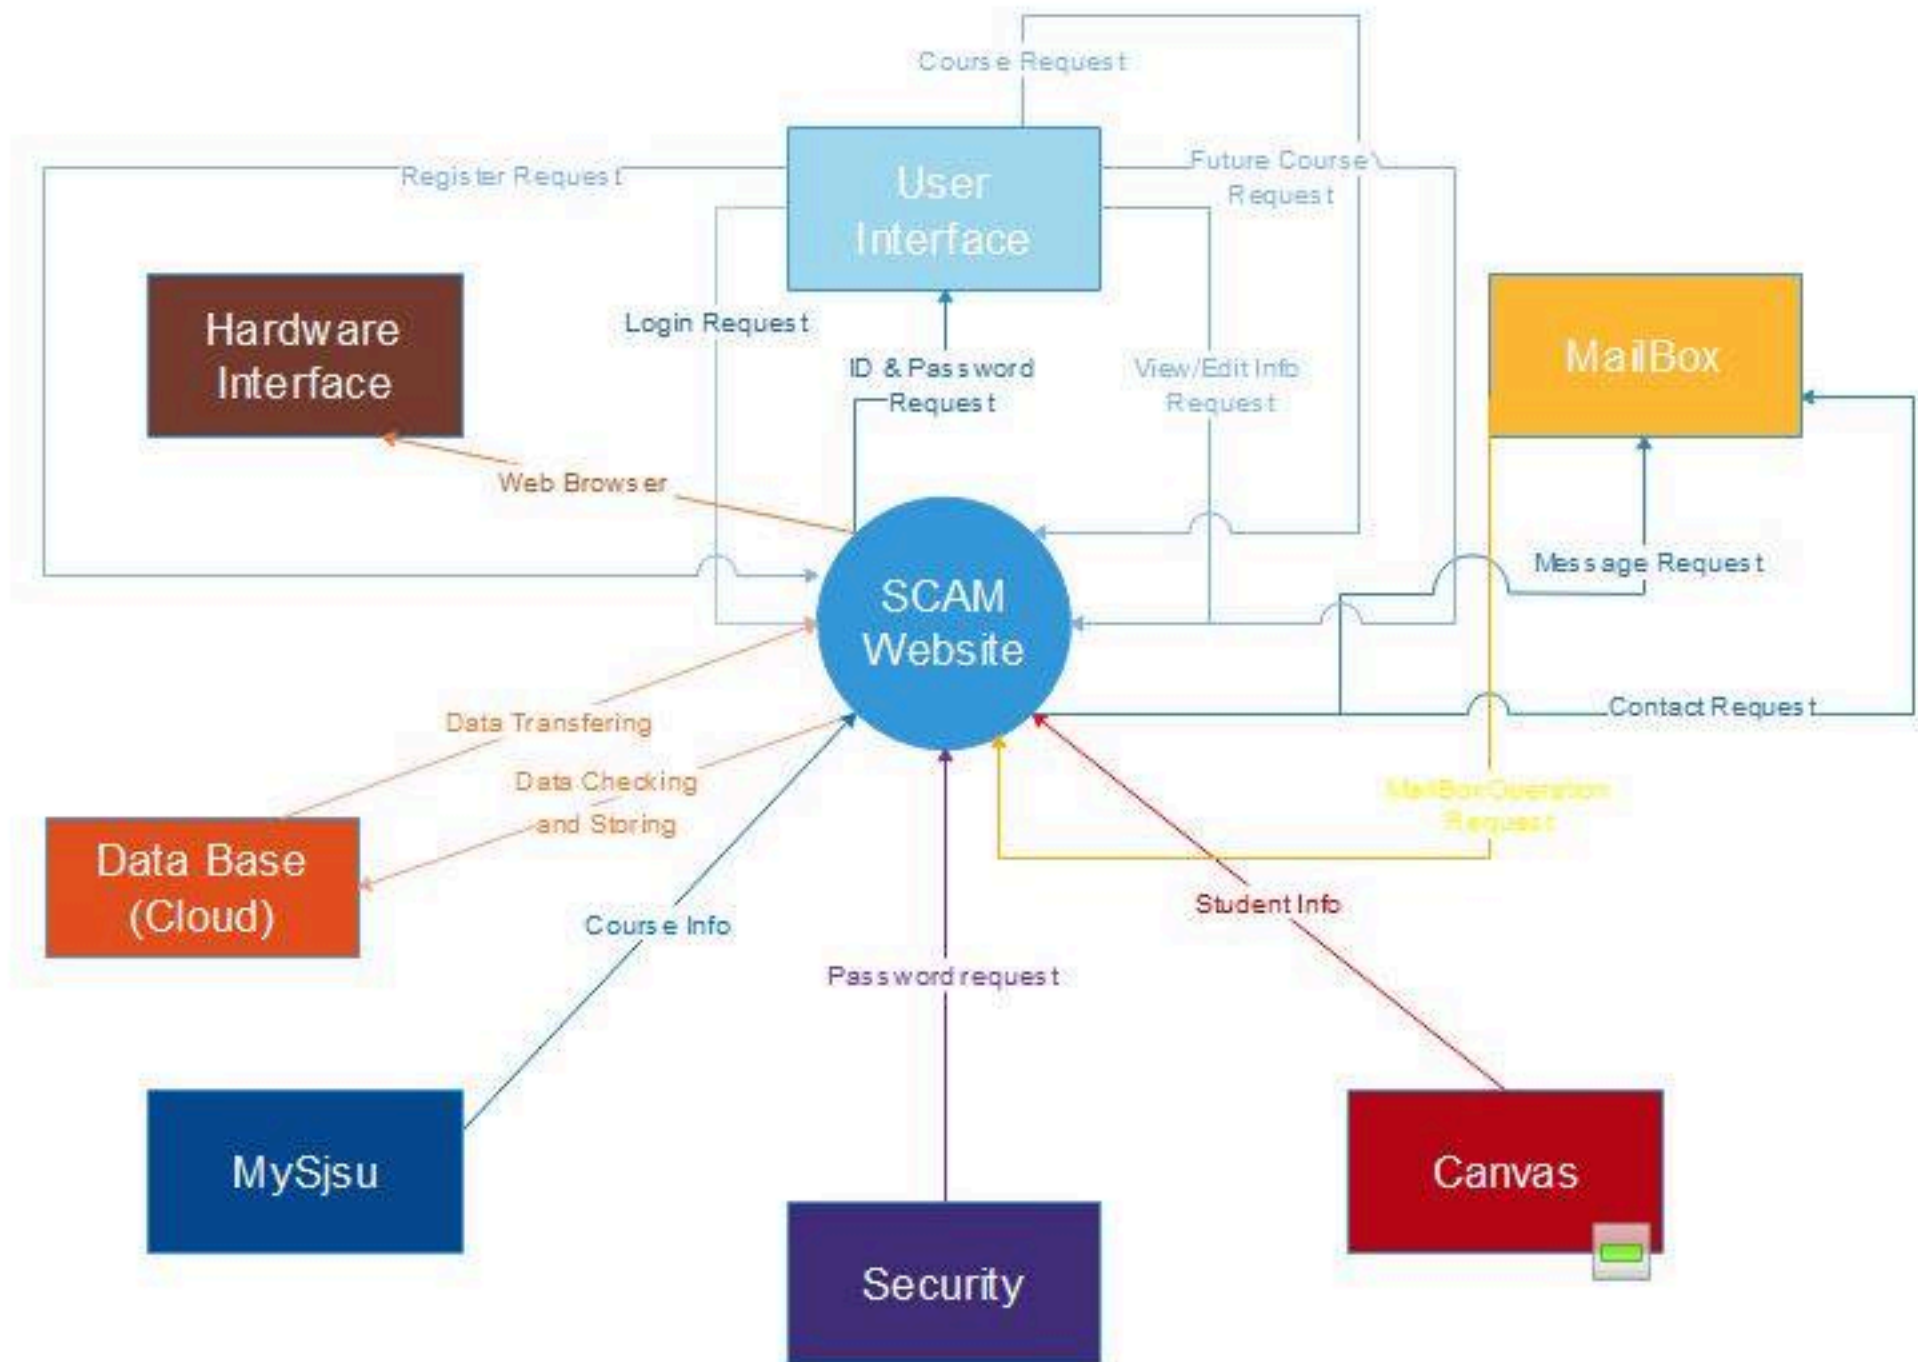 Course Request
Register Request
User
Interface
Future Course
Request
Hardware
Interface
Login Request
ID & Password
Request
View/Edit Info
Request
MailBox
Web Browser
Message Request
SCAM
Website
Data Transfering
Contact Request
Data Checking
and Storing
MailBoxOperation
Request
Data Base
(Cloud)
Course Info
Student Info
Password request
MySjsu
Canvas
Security